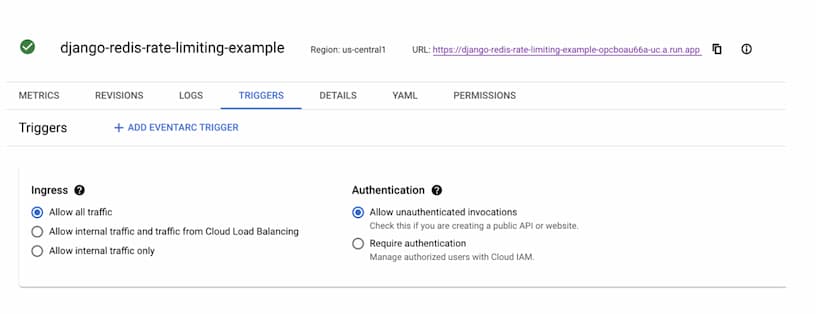 django-redis-rate-limiting-example Region: us-central1 URL: https://django-redis-rate-limiting-example-opcboau66a-uc.a.run.app
METRICS REVISIONS LOGS TRIGGERS DETAILS YAML PERMISSIONS
Triggers + ADD EVENTARC TRIGGER
Ingress ? Authentication ?
Allow all traffic Allow unauthenticated invocations
Check this if you are creating a public API or website.
Allow internal traffic and traffic from Cloud Load Balancing
Require authentication
Allow internal traffic only
Manage authorized users with Cloud IAM.